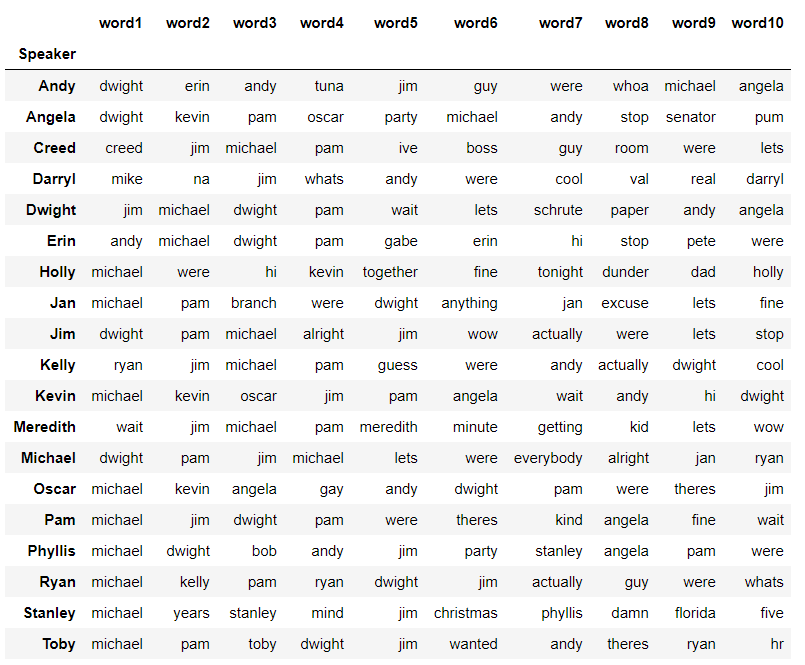 word1 word2 word3 word4 word5 word6 word7 word8 word9 word10
Speaker
Andy dwight erin andy tuna jim guy were whoa michael angela
Angela dwight kevin pam oscar party michael andy stop senator pum
Creed creed jim michael pam ive boss guy room were lets
Darryl mike na jim whats andy were cool val real darryl
Dwight jim michael dwight pam wait lets schrute paper andy angela
Erin andy michael dwight pam gabe erin hi stop pete were
Holly michael were hi kevin together fine tonight dunder dad holly
Jan michael pam branch were dwight anything jan excuse lets fine
Jim dwight pam michael alright jim wow actually were lets stop
Kelly ryan jim michael pam guess were andy actually dwight cool
Kevin michael kevin oscar jim pam angela wait andy hi dwight
Meredith wait jim michael pam meredith minute getting kid lets wow
Michael dwight pam jim michael lets were everybody alright jan ryan
Oscar michael kevin angela gay andy dwight pam were theres jim
Pam michael jim dwight pam were theres kind angela fine wait
Phyllis michael dwight bob andy jim party stanley angela pam were
Ryan michael kelly pam ryan dwight jim actually guy were whats
Stanley michael years stanley mind jim christmas phyllis damn florida five
Toby michael pam toby dwight jim wanted andy theres ryan hr